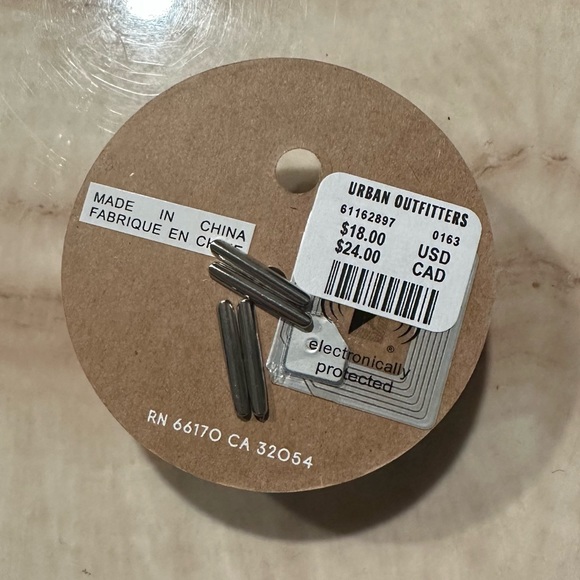 URBAN OUTFITTERS
61162897 0163
$18.00 USD
$24.00 CAD
MADE IN CHINA
FABRIQUE EN
electronically
protected
®
RN 66170 CA 32054